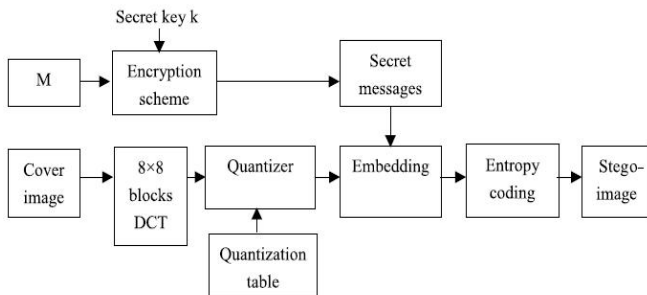 Secret key k
M
Encryption
scheme
Secret
messages
Cover
image
8×8
blocks
DCT
Quantizer
Embedding
Entropy
coding
Stego-
image
Quantization
table